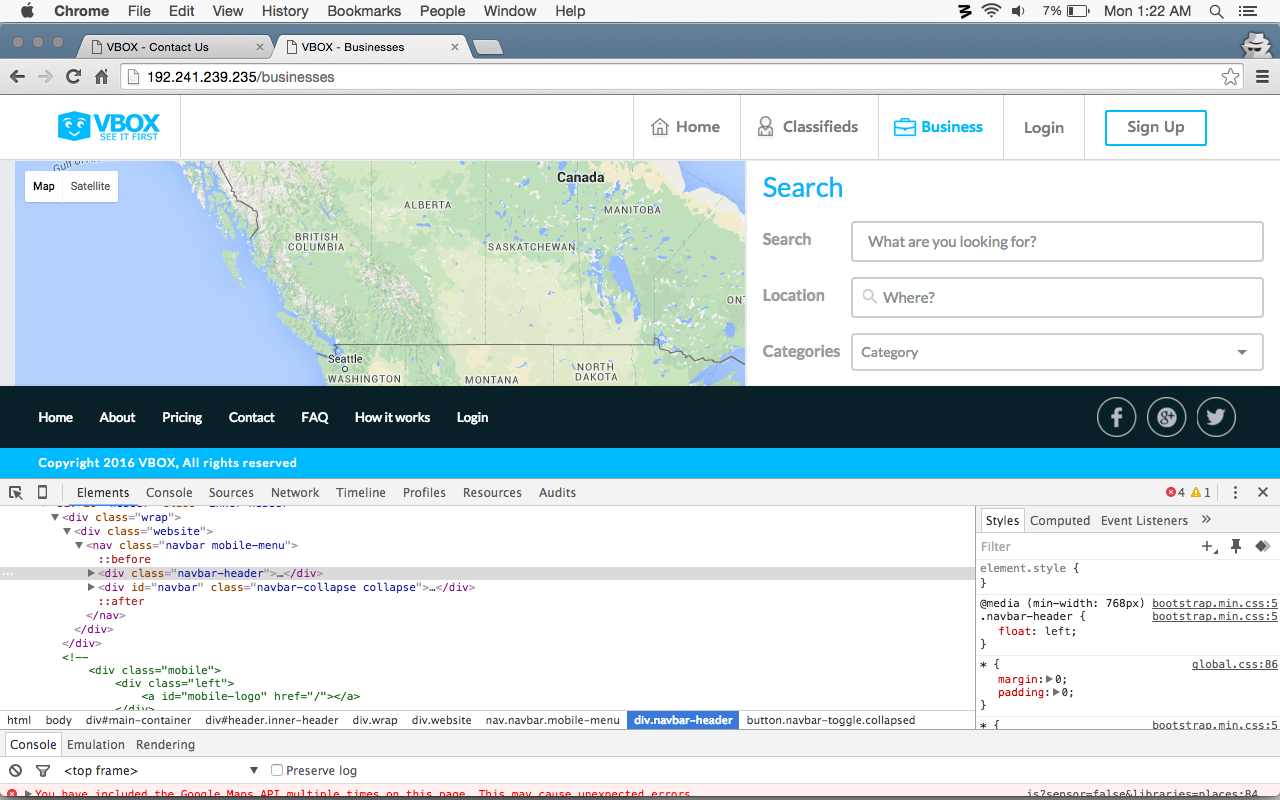 Chrome File Edit View History Bookmarks People Window Help 7% Mon 1:22 AM
VBOX - Contact Us VBOX - Businesses
192.241.239.235/businesses
VBOX
SEE IT FIRST
Home Classifieds Business Login Sign Up
Map Satellite
Canada
ALBERTA
MANITOBA
BRITISH
COLUMBIA
SASKATCHEWAN
ON
Seattle
WASHINGTON
MONTANA
NORTH
DAKOTA
Search
Search What are you looking for?
Location Where?
Categories Category
Home About Pricing Contact FAQ How it works Login
Copyright 2016 VBOX, All rights reserved
Elements Console Sources Network Timeline Profiles Resources Audits 4 1
<div class="wrap">
<div class="website">
<nav class="navbar mobile-menu">
::before
<div class="navbar-header">…</div>
<div id="navbar" class="navbar-collapse collapse">…</div>
::after
</nav>
</div>
</div>
<!--
<div class="mobile">
<div class="left">
<a id="mobile-logo" href="/"></a>
</div>
html body div#main-container div#header.inner-header div.wrap div.website nav.navbar.mobile-menu div.navbar-header button.navbar-toggle.collapsed
Styles Computed Event Listeners »
Filter
element.style {
}
@media (min-width: 768px) bootstrap.min.css:5
.navbar-header { bootstrap.min.css:5
float: left;
}
* { global.css:86
margin: 0;
padding: 0;
}
* { bootstrap.min.css:5
Console Emulation Rendering
<top frame> Preserve log
You have included the Google Maps API multiple times on this page. This may cause unexpected errors. js?sensor=false&libraries=places:84